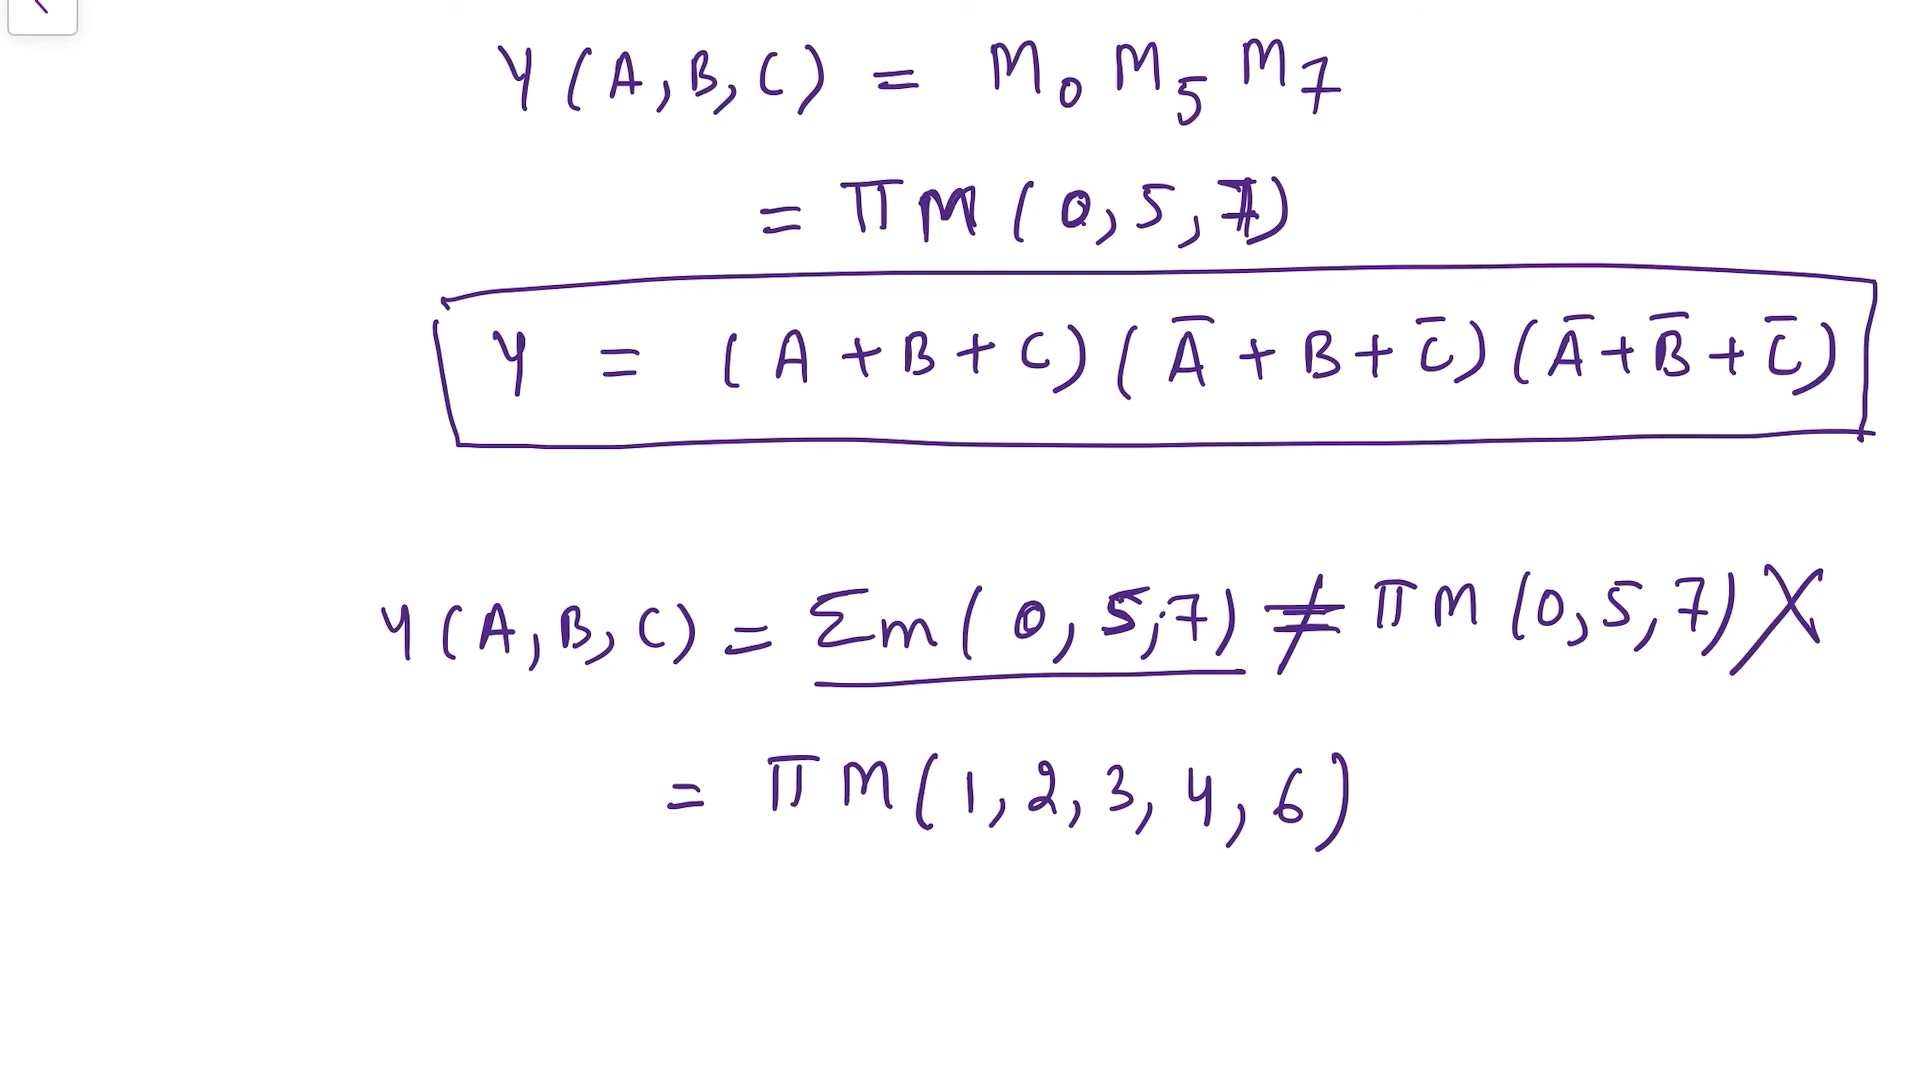 Y(A,B,C) = M₀ M₅ M₇
= ΠM(0,5,7)
Y = (A+B+C)(A̅+B+C̅)(A̅+B̅+C̅)
Y(A,B,C) = Σm(0,5,7) ≠ ΠM(0,5,7) X
= ΠM(1,2,3,4,6)